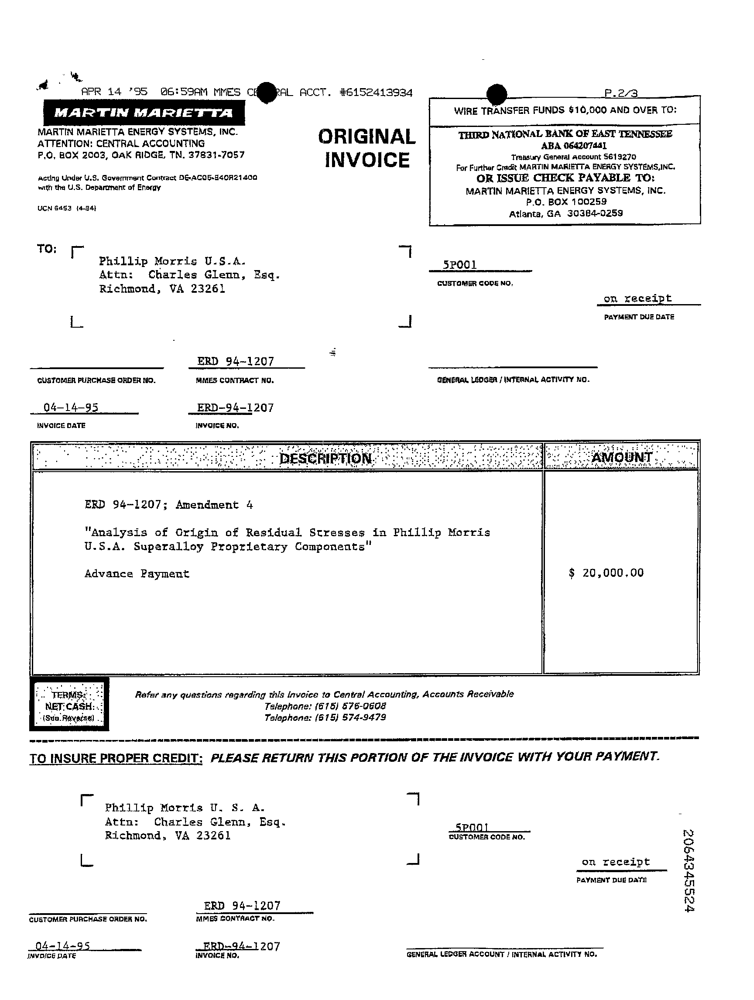 APR 14 '95 06:59AM MMES CE RAL ACCT. #6152413934 P.2/3
MARTIN MARIETTA
MARTIN MARIETTA ENERGY SYSTEMS, INC.
ATTENTION: CENTRAL ACCOUNTING
P.O. BOX 2003, OAK RIDGE, TN. 37831-7057
Acting Under U.S. Government Contract DE-AC05-84OR21400
with the U.S. Department of Energy
UCN 6453 (4-94)
ORIGINAL
INVOICE
WIRE TRANSFER FUNDS $10,000 AND OVER TO:
THIRD NATIONAL BANK OF EAST TENNESSEE
ABA 064207441
Treasury General Account 5619270
For Further Credit MARTIN MARIETTA ENERGY SYSTEMS,INC.
OR ISSUE CHECK PAYABLE TO:
MARTIN MARIETTA ENERGY SYSTEMS, INC.
P.O. BOX 100259
Atlanta, GA 30384-0259
TO:
Phillip Morris U.S.A.
Attn: Charles Glenn, Esq.
Richmond, VA 23261
5P001
CUSTOMER CODE NO.
on receipt
PAYMENT DUE DATE
ERD 94-1207
CUSTOMER PURCHASE ORDER NO. MMES CONTRACT NO. GENERAL LEDGER / INTERNAL ACTIVITY NO.
04-14-95 ERD-94-1207
INVOICE DATE INVOICE NO.
DESCRIPTION AMOUNT
ERD 94-1207; Amendment 4
"Analysis of Origin of Residual Stresses in Phillip Morris
U.S.A. Superalloy Proprietary Components"
Advance Payment $ 20,000.00
TERMS:
NET CASH:
(See Reverse)
Refer any questions regarding this Invoice to Central Accounting, Accounts Receivable
Telephone: (615) 576-0608
Telephone: (615) 574-9479
TO INSURE PROPER CREDIT: PLEASE RETURN THIS PORTION OF THE INVOICE WITH YOUR PAYMENT.
Phillip Morris U. S. A.
Attn: Charles Glenn, Esq.
Richmond, VA 23261
5P001
CUSTOMER CODE NO.
on receipt
PAYMENT DUE DATE
2064345524
ERD 94-1207
CUSTOMER PURCHASE ORDER NO. MMES CONTRACT NO.
04-14-95 ERD-94-1207
INVOICE DATE INVOICE NO. GENERAL LEDGER ACCOUNT / INTERNAL ACTIVITY NO.